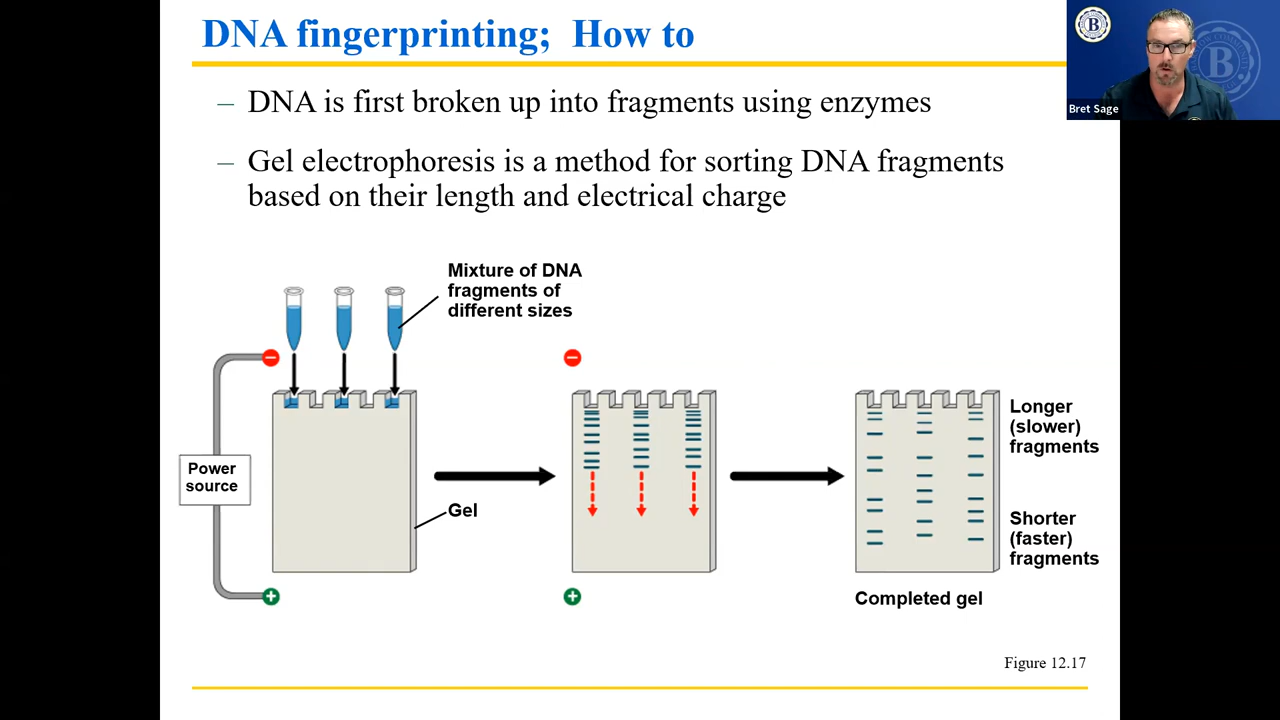 DNA fingerprinting;  How to
– DNA is first broken up into fragments using enzymes
– Gel electrophoresis is a method for sorting DNA fragments
based on their length and electrical charge
B
B
Bret Sage
Mixture of DNA
fragments of
different sizes
Power
source
Gel
Longer
(slower)
fragments
Shorter
(faster)
fragments
Completed gel
Figure 12.17